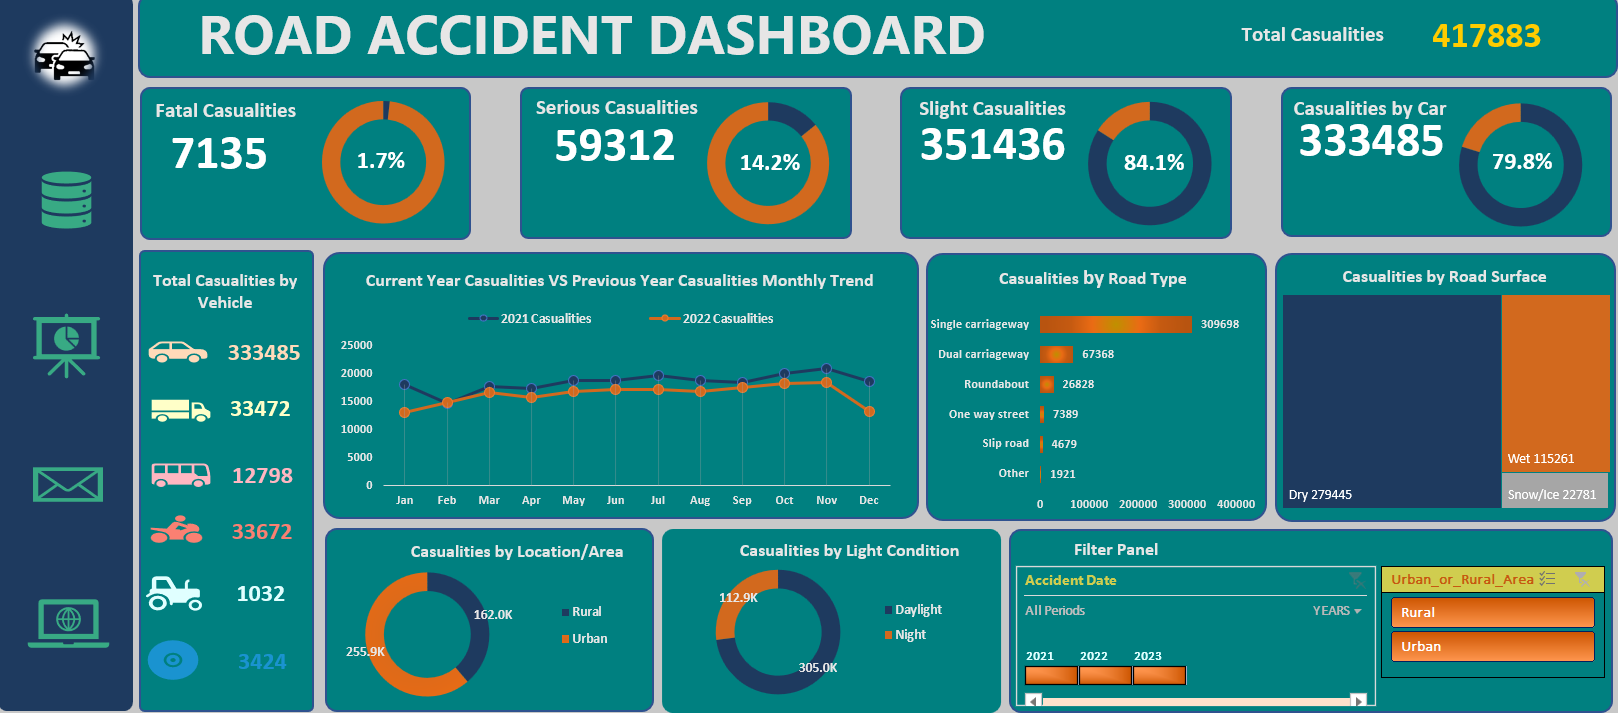 ROAD ACCIDENT DASHBOARD
Total Casualities 417883
Fatal Casualities
7135
1.7%
Serious Casualities
59312
14.2%
Slight Casualities
351436
84.1%
Casualities by Car
333485
79.8%
Total Casualities by
Vehicle
333485
33472
12798
33672
1032
3424
Current Year Casualities VS Previous Year Casualities Monthly Trend
2021 Casualities 2022 Casualities
25000
20000
15000
10000
5000
0
Jan Feb Mar Apr May Jun Jul Aug Sep Oct Nov Dec
Casualities by Road Type
Single carriageway 309698
Dual carriageway 67368
Roundabout 26828
One way street 7389
Slip road 4679
Other 1921
0 100000 200000 300000 400000
Casualities by Road Surface
Dry 279445
Wet 115261
Snow/Ice 22781
Casualities by Location/Area
162.0K
255.9K
Rural
Urban
Casualities by Light Condition
112.9K
305.0K
Daylight
Night
Filter Panel
Accident Date
All Periods YEARS
2021 2022 2023
Urban_or_Rural_Area
Rural
Urban